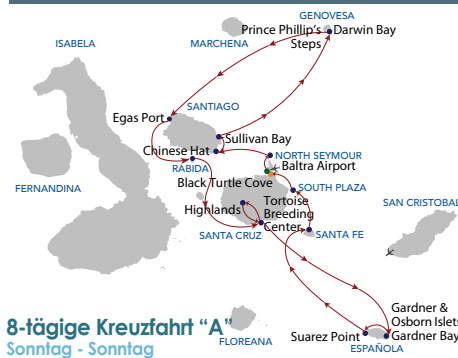 GENOVESA
ISABELA
MARCHENA
Prince Phillip's
Steps
Darwin Bay
Egas Port
SANTIAGO
Sullivan Bay
Chinese Hat
RABIDA
NORTH SEYMOUR
Baltra Airport
FERNANDINA
Black Turtle Cove
SOUTH PLAZA
Highlands
Tortoise
Breeding
Center
SAN CRISTOBAL
SANTA CRUZ
SANTA FE
Gardner &
Osborn Islets
Gardner Bay
Suarez Point
ESPAÑOLA
FLOREANA
8-tägige Kreuzfahrt "A"
Sonntag - Sonntag